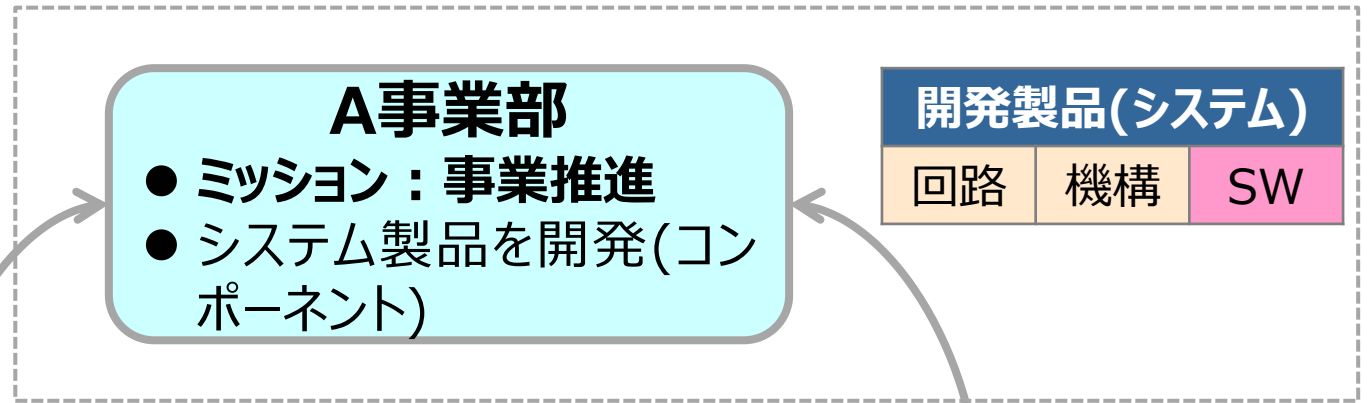 A事業部
● ミッション：事業推進
● システム製品を開発(コン
ポーネント)
開発製品(システム)
回路 機構 SW